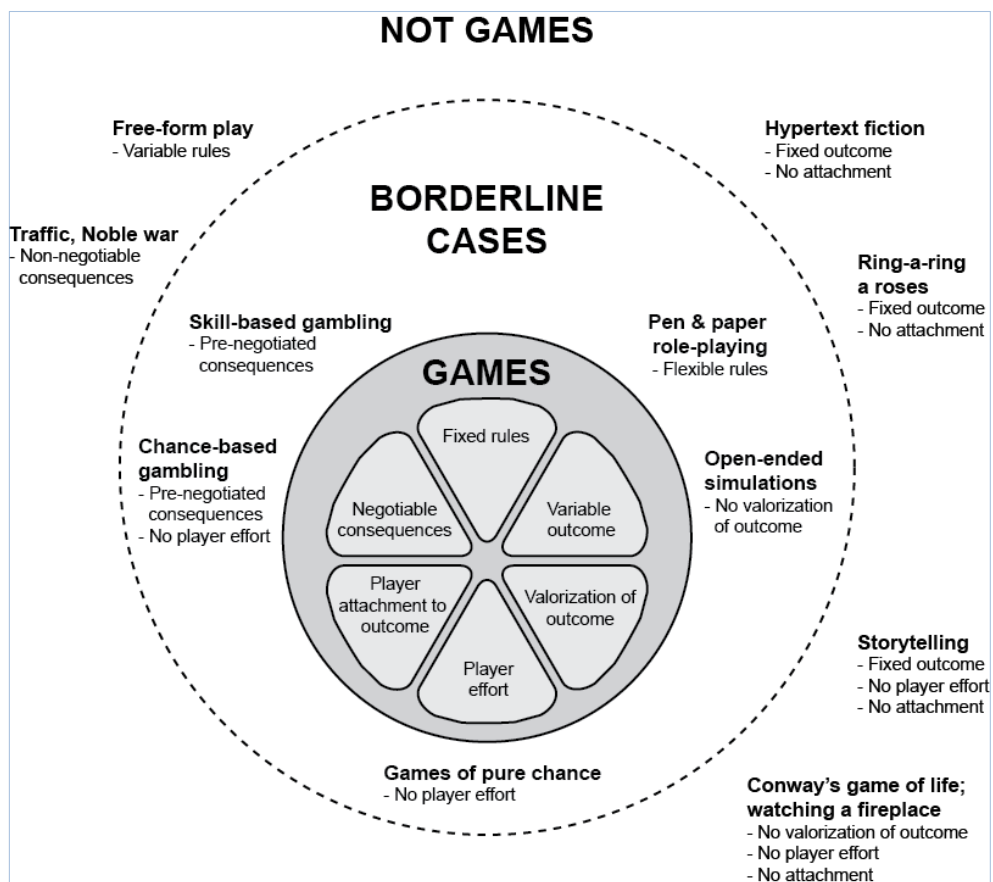 NOT GAMES
Free-form play
- Variable rules
Hypertext fiction
- Fixed outcome
- No attachment
BORDERLINE
CASES
Traffic, Noble war
- Non-negotiable
consequences
Ring-a-ring
a roses
- Fixed outcome
- No attachment
Skill-based gambling
- Pre-negotiated
consequences
Pen & paper
role-playing
- Flexible rules
GAMES
Fixed rules
Chance-based
gambling
- Pre-negotiated
consequences
- No player effort
Negotiable
consequences
Variable
outcome
Open-ended
simulations
- No valorization
of outcome
Player
attachment to
outcome
Valorization of
outcome
Player
effort
Storytelling
- Fixed outcome
- No player effort
- No attachment
Games of pure chance
- No player effort
Conway's game of life;
watching a fireplace
- No valorization of outcome
- No player effort
- No attachment